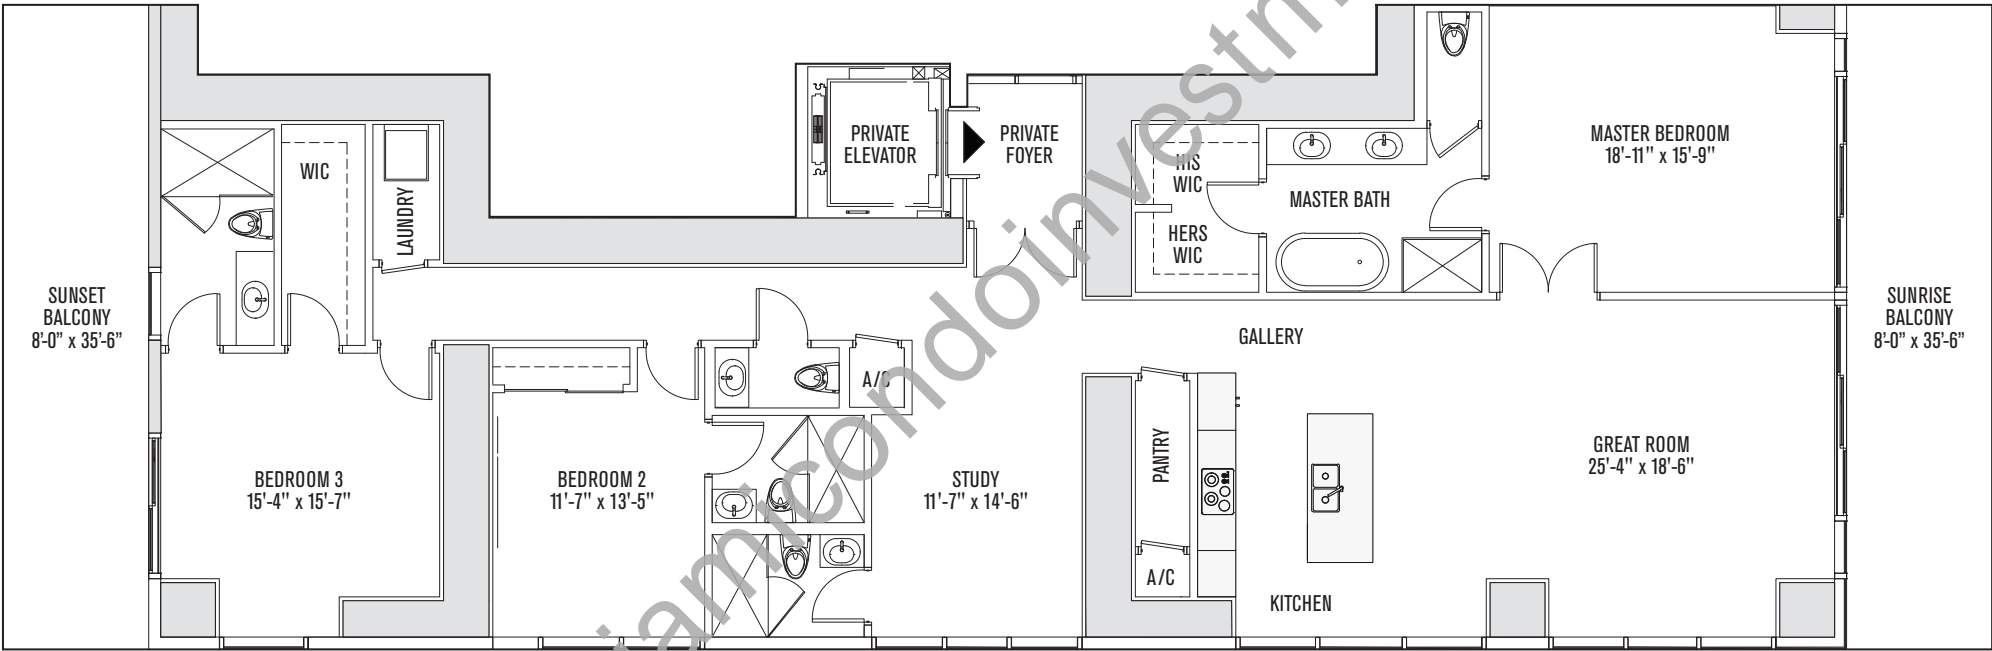 SUNSET
BALCONY
8'-0" x 35'-6"
WIC
LAUNDRY
BEDROOM 3
15'-4" x 15'-7"
BEDROOM 2
11'-7" x 13'-5"
A/C
STUDY
11'-7" x 14'-6"
PRIVATE
ELEVATOR
PRIVATE
FOYER
HIS
WIC
HERS
WIC
MASTER BATH
MASTER BEDROOM
18'-11" x 15'-9"
GALLERY
PANTRY
A/C
KITCHEN
GREAT ROOM
25'-4" x 18'-6"
SUNRISE
BALCONY
8'-0" x 35'-6"
iamicondoinvestm